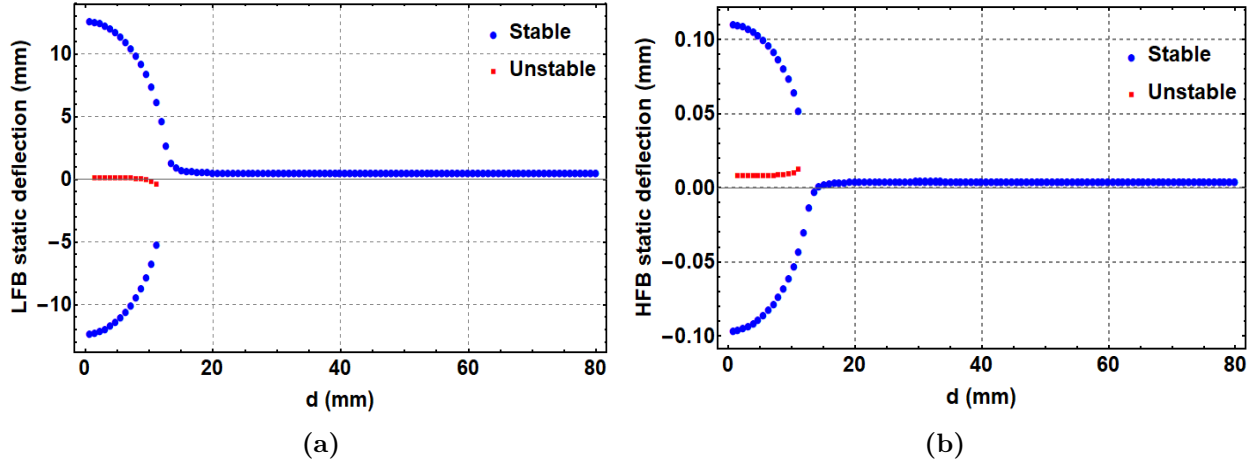 LFB static deflection (mm)
10
5
0
−5
−10
0
20
40
60
80
d (mm)
Stable
Unstable
(a)
HFB static deflection (mm)
0.10
0.05
0.00
−0.05
−0.10
0
20
40
60
80
d (mm)
Stable
Unstable
(b)